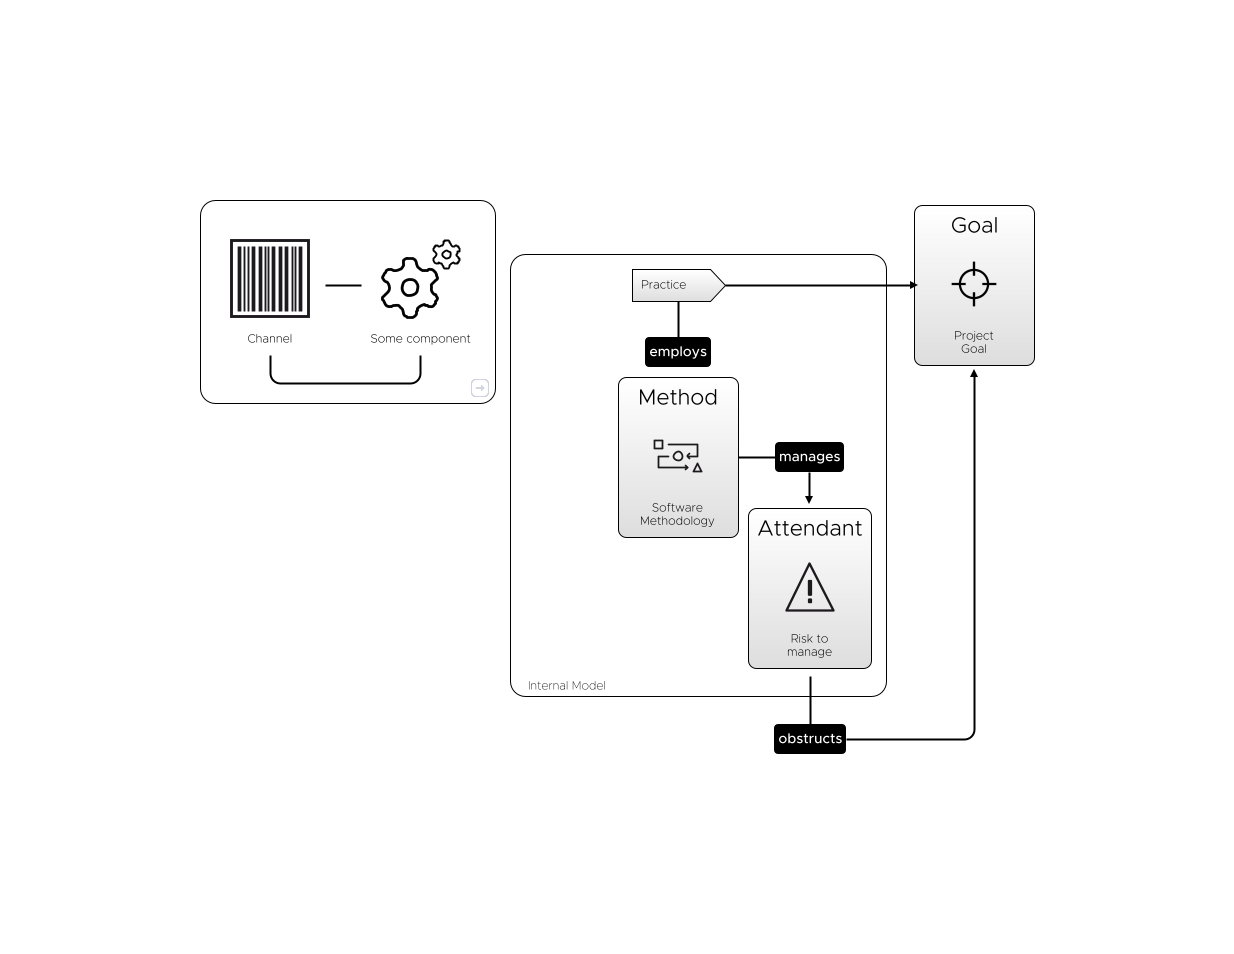 Channel
Some component
Practice
employs
Method
Software
Methodology
manages
Attendant
Risk to
manage
Internal Model
obstructs
Goal
Project
Goal